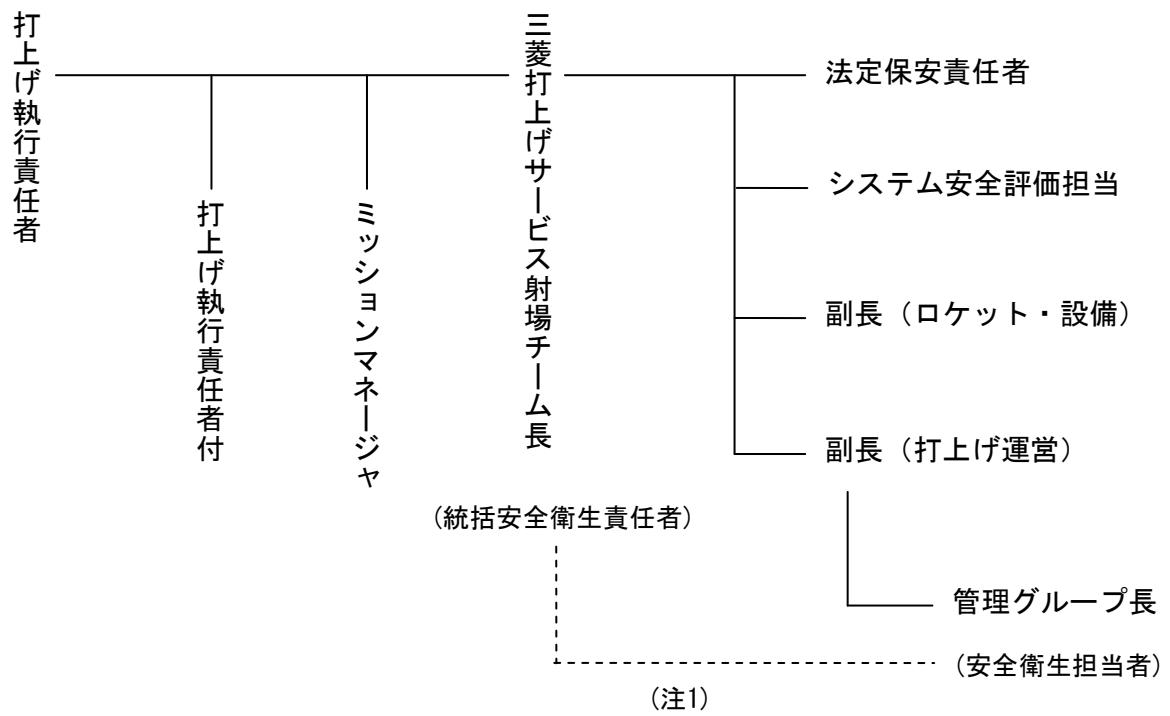 打上げ執行責任者
打上げ執行責任者付
ミッションマネージャ
三菱打上げサービス射場チーム長
(統括安全衛生責任者)
法定保安責任者
システム安全評価担当
副長（ロケット・設備）
副長（打上げ運営）
管理グループ長
(安全衛生担当者)
(注1)